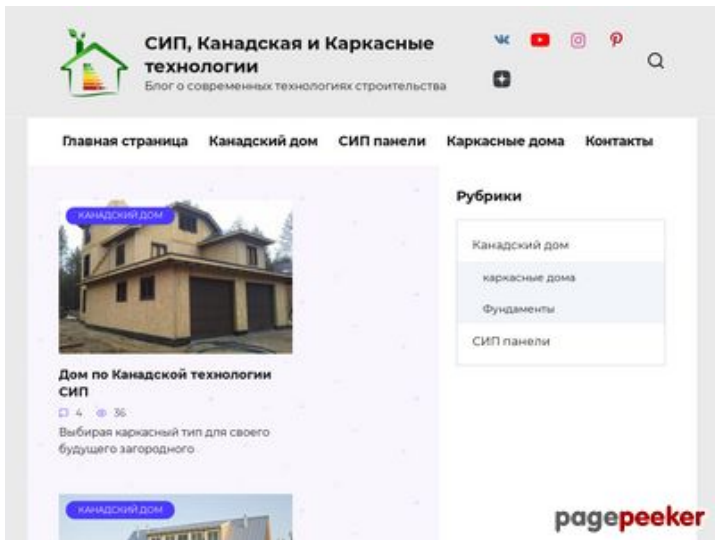 СИП, Канадская и Каркасные
технологии
Блог о современных технологиях строительства
Главная страница Канадский дом СИП панели Каркасные дома Контакты
КАНАДСКИЙ ДОМ
Дом по Канадской технологии
СИП
4 36
Выбирая каркасный тип для своего
будущего загородного
КАНАДСКИЙ ДОМ
Рубрики
Канадский дом
каркасные дома
Фундаменты
СИП панели
pagepeeker